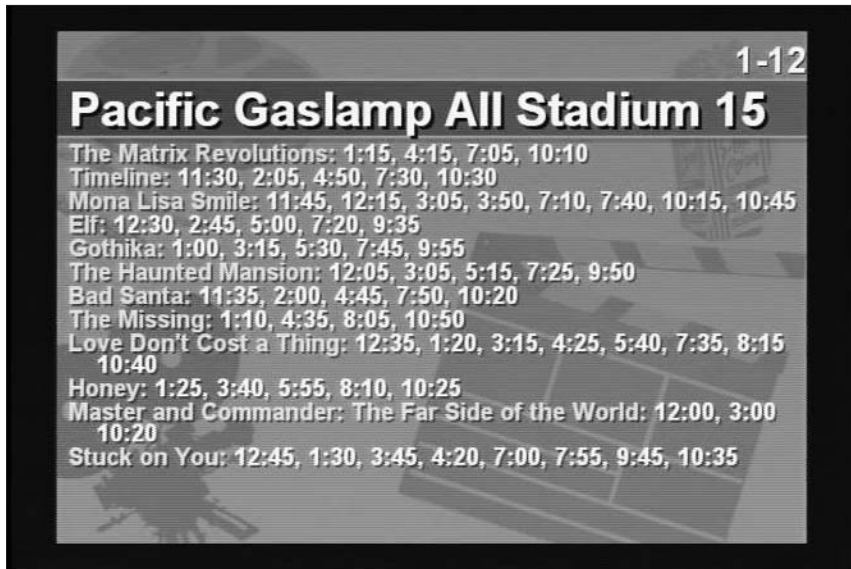 1-12
Pacific Gaslamp All Stadium 15
The Matrix Revolutions: 1:15, 4:15, 7:05, 10:10
Timeline: 11:30, 2:05, 4:50, 7:30, 10:30
Mona Lisa Smile: 11:45, 12:15, 3:05, 3:50, 7:10, 7:40, 10:15, 10:45
Elf: 12:30, 2:45, 5:00, 7:20, 9:35
Gothika: 1:00, 3:15, 5:30, 7:45, 9:55
The Haunted Mansion: 12:05, 3:05, 5:15, 7:25, 9:50
Bad Santa: 11:35, 2:00, 4:45, 7:50, 10:20
The Missing: 1:10, 4:35, 8:05, 10:50
Love Don't Cost a Thing: 12:35, 1:20, 3:15, 4:25, 5:40, 7:35, 8:15
10:40
Honey: 1:25, 3:40, 5:55, 8:10, 10:25
Master and Commander: The Far Side of the World: 12:00, 3:00
10:20
Stuck on You: 12:45, 1:30, 3:45, 4:20, 7:00, 7:55, 9:45, 10:35